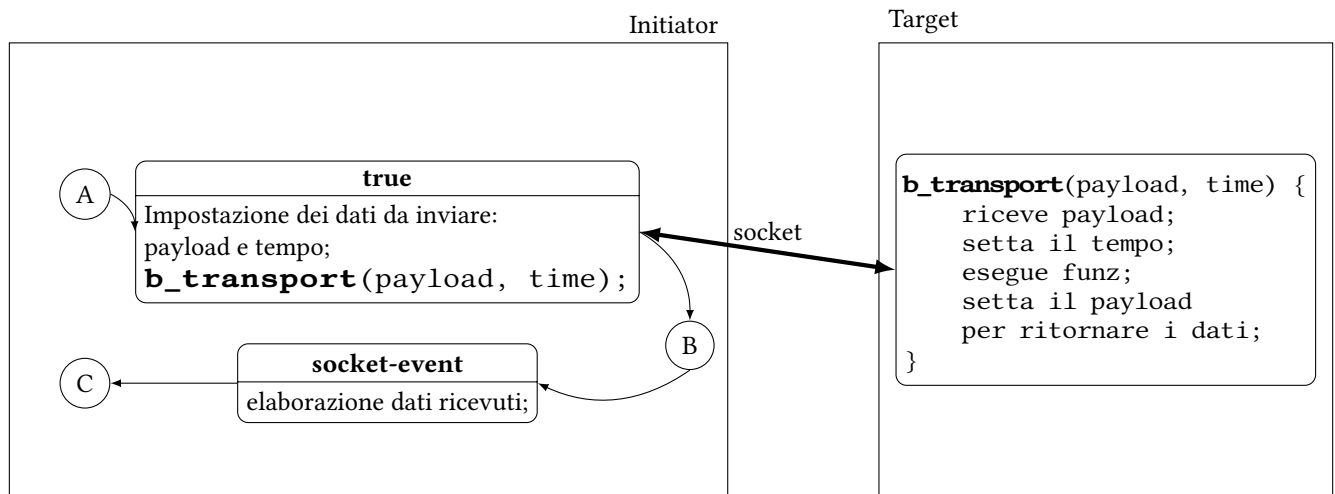 Initiator
Target
A
true
Impostazione dei dati da inviare:
payload e tempo;
b_transport(payload, time);
socket
B
C
socket-event
elaborazione dati ricevuti;
b_transport(payload, time) {
riceve payload;
setta il tempo;
esegue funz;
setta il payload
per ritornare i dati;
}